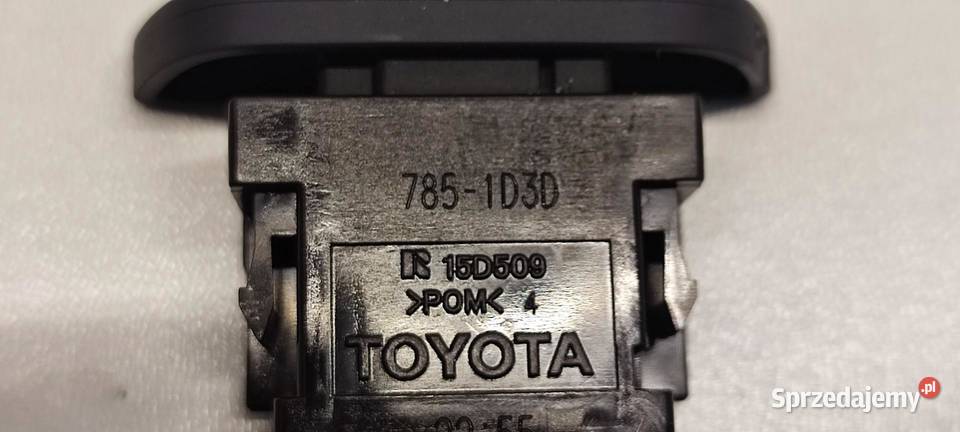 785-1D3D
R 15D509
>POM< 4
TOYOTA
Sprzedajemy.pl